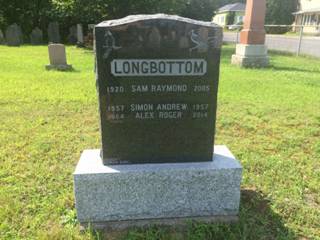 LONGBOTTOM
1920 SAM RAYMOND 2005
1957 SIMON ANDREW 1957
1964 ALEX ROGER 2014